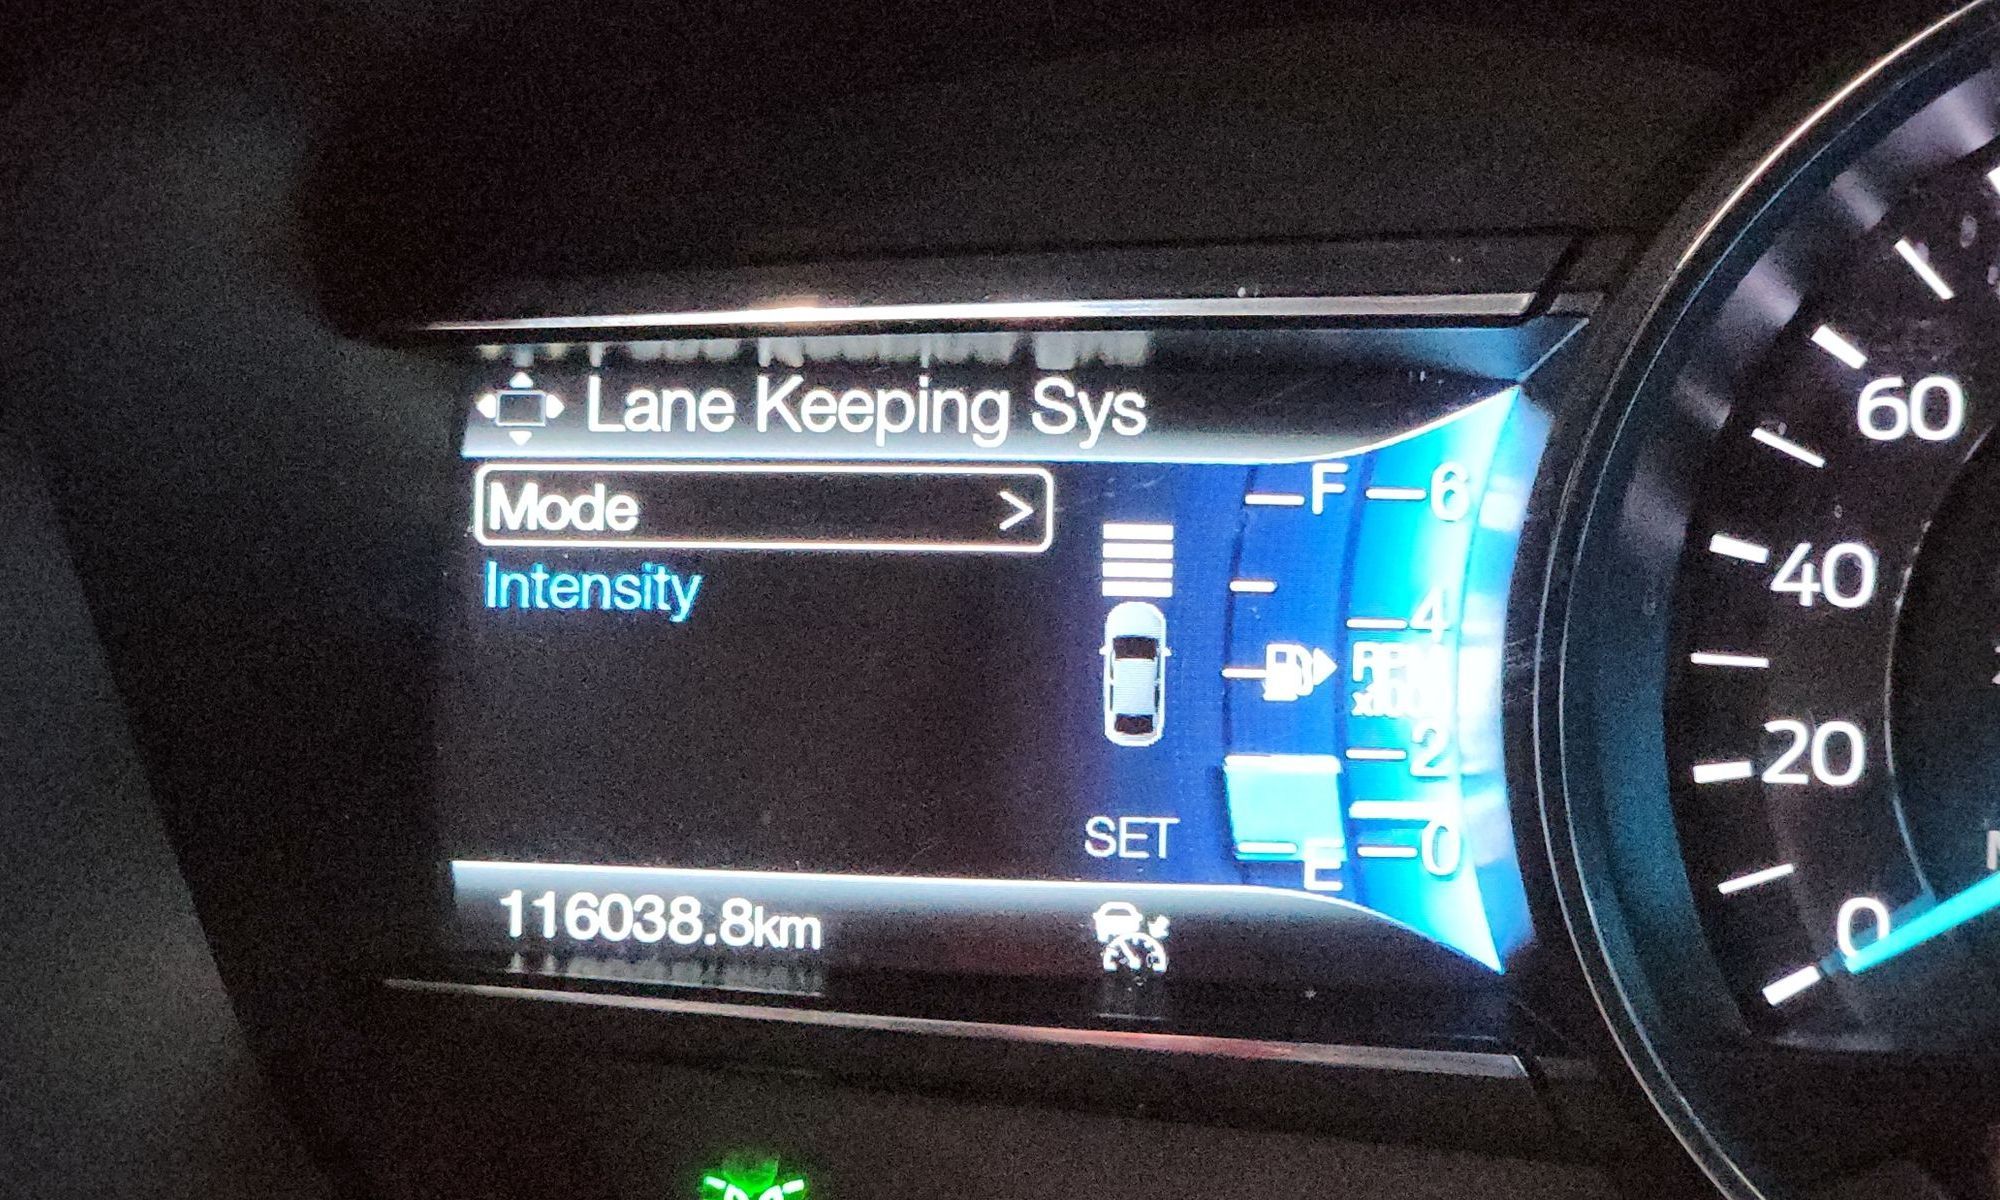 Lane Keeping Sys
Mode >
Intensity
SET
116038.8km
F
E
6
4
2
0
60
40
20
0